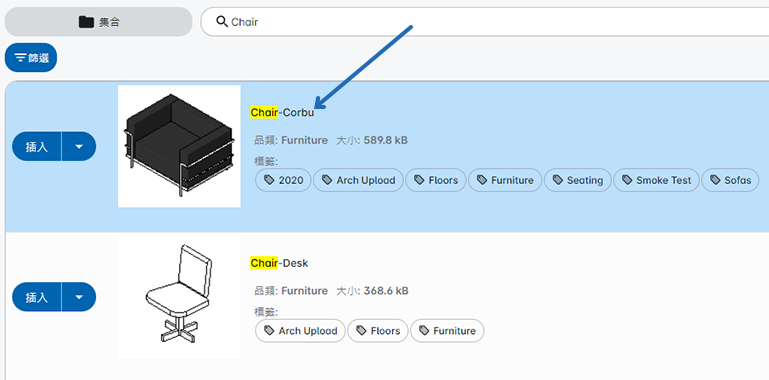 集合
Chair
篩選
插入
Chair-Corbu
品類: Furniture 大小: 589.8 kB
標籤:
2020 Arch Upload Floors Furniture Seating Smoke Test Sofas
插入
Chair-Desk
品類: Furniture 大小: 368.6 kB
標籤:
Arch Upload Floors Furniture